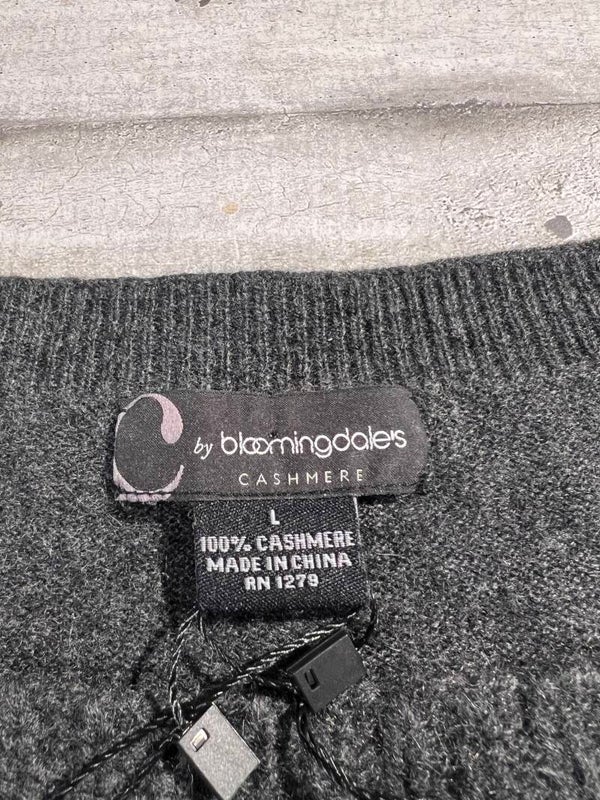 C by bloomingdale's
CASHMERE
L
100% CASHMERE
MADE IN CHINA
RN 1279